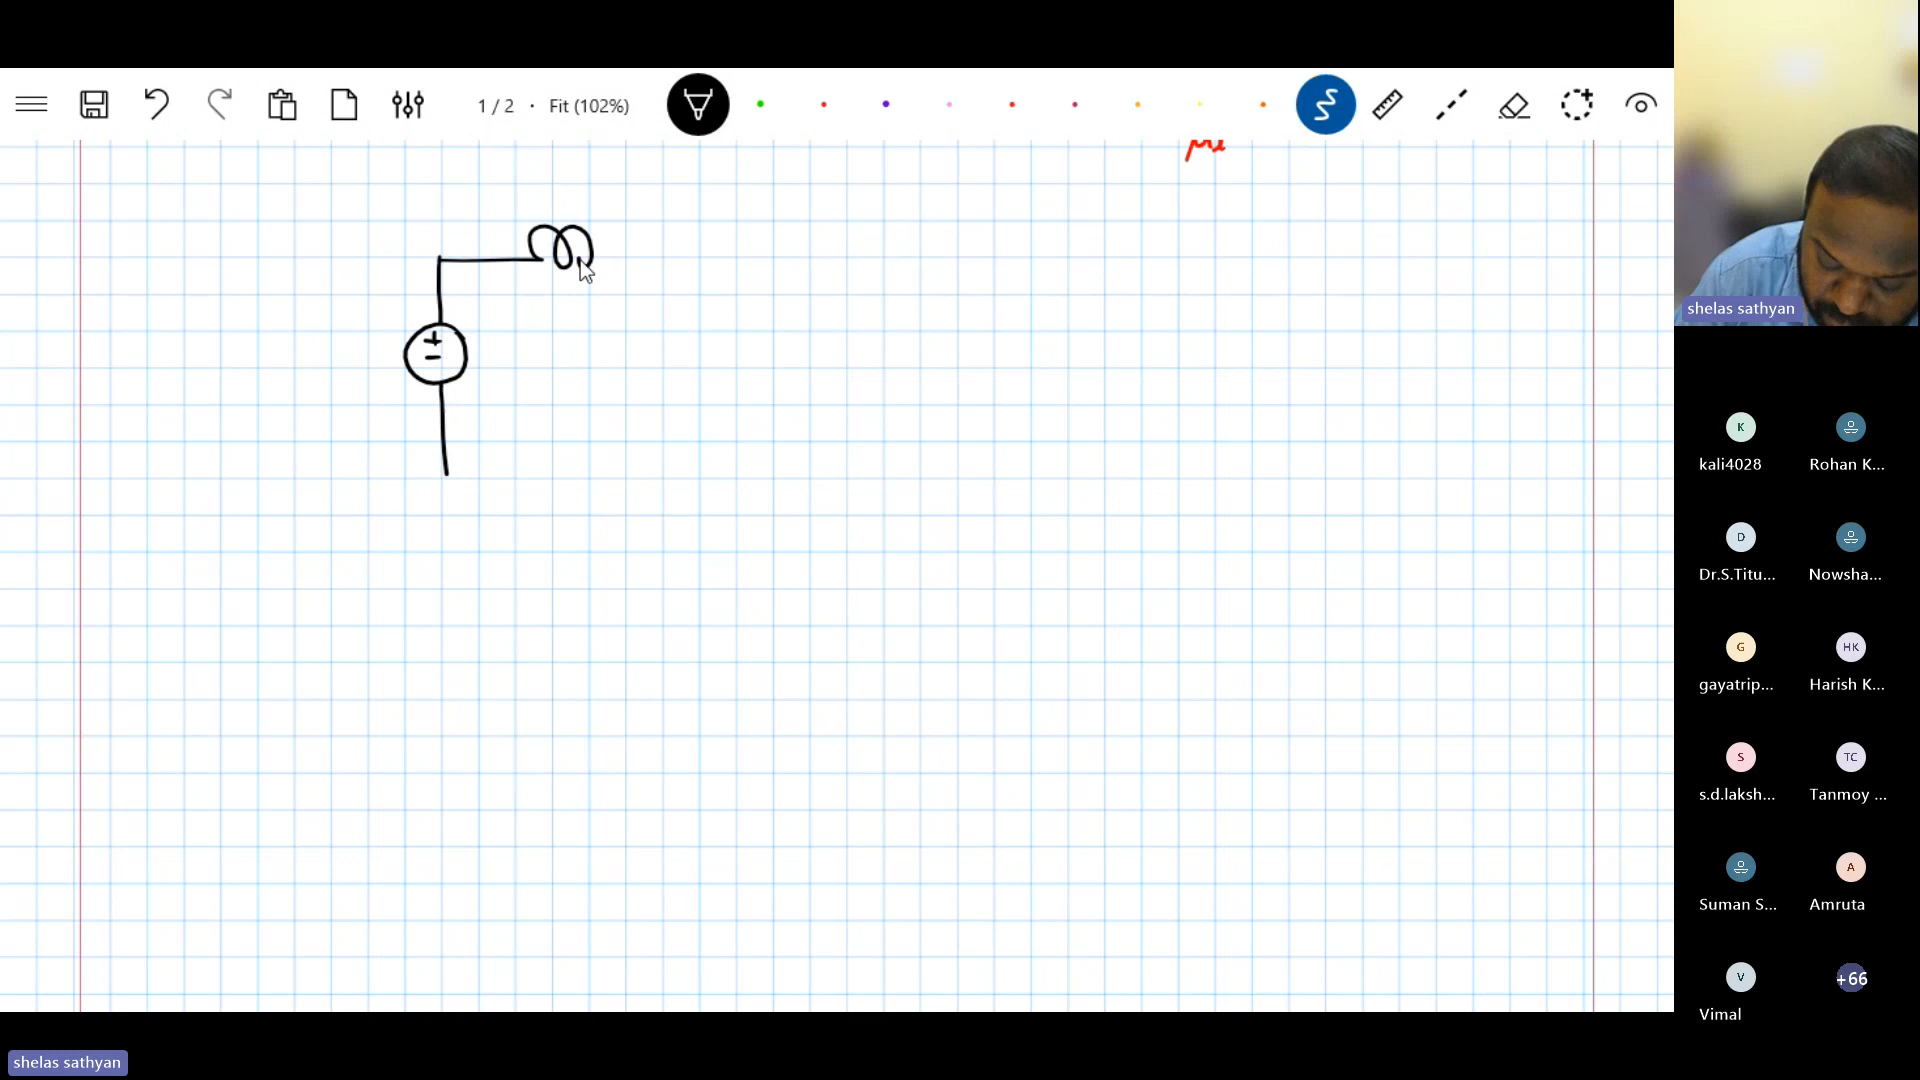 1 / 2 • Fit (102%)
+
-
shelas sathyan
K
kali4028
Rohan K...
D
Dr.S.Titu...
Nowsha...
G
gayatrip...
HK
Harish K...
S
s.d.laksh...
TC
Tanmoy ...
Suman S...
A
Amruta
V
Vimal
+66
shelas sathyan